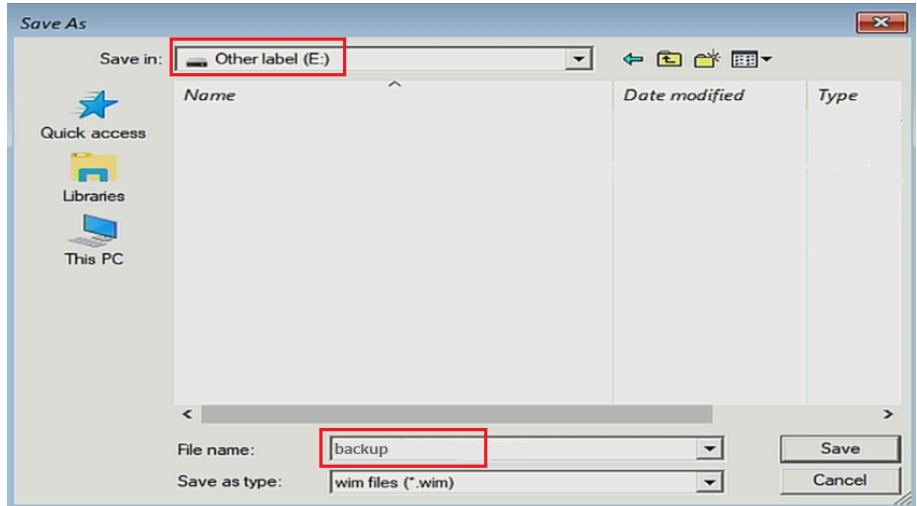 Save As
Save in: Other label (E:)
Name Date modified Type
Quick access
Libraries
This PC
File name: backup Save
Save as type: wim files (*.wim) Cancel